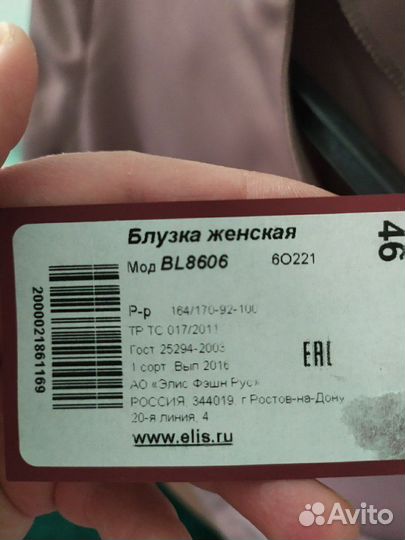 Блузка женская
46
Мод BL8606 6О221
Р-р 164/170-92-100
ТР ТС 017/2011
Гост 25294-2003
1 сорт Вып 2016
EAC
АО «Элис Фэшн Рус»
РОССИЯ 344019, г Ростов-на-Дону
20-я линия, 4
www.elis.ru
2000021861169
Avito